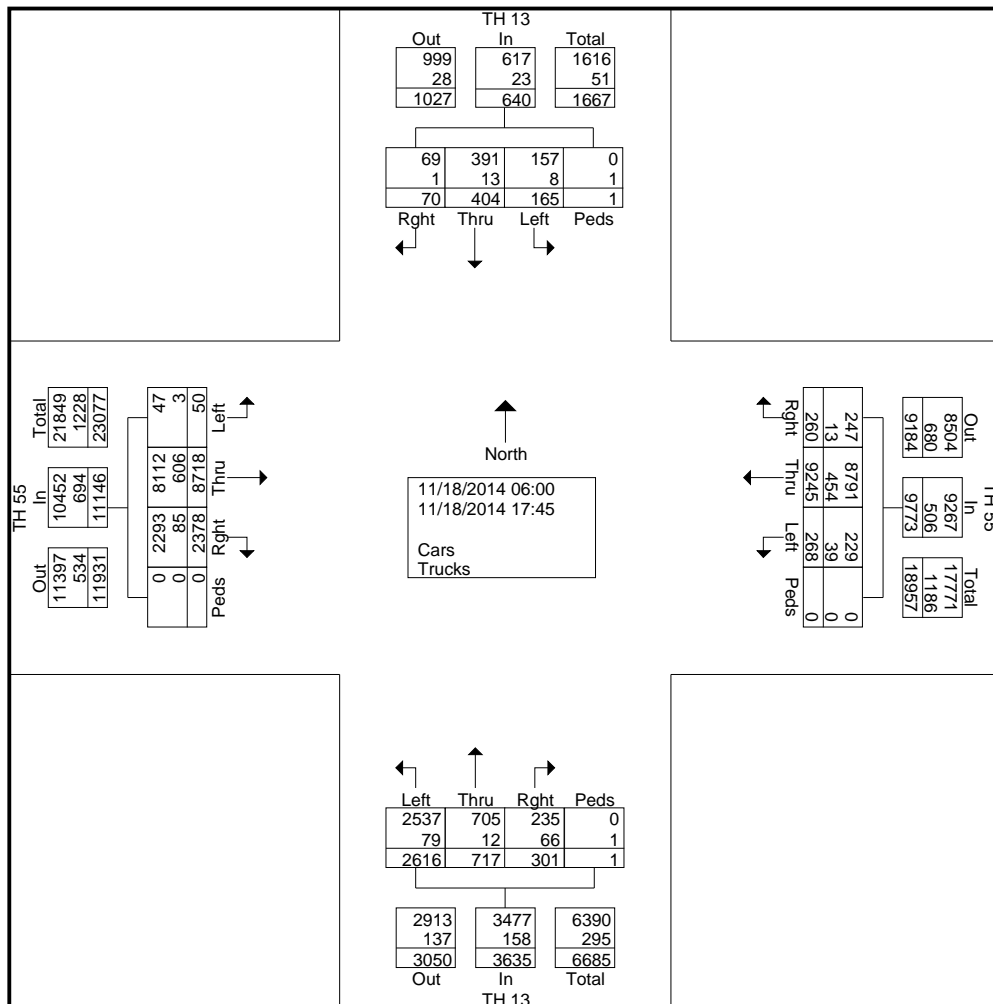 TH 13
Out In Total
999 617 1616
28 23 51
1027 640 1667
69 391 157 0
1 13 8 1
70 404 165 1
Rght Thru Left Peds
TH 55
Total In Out
21849 10452 11397
1228 694 534
23077 11146 11931
47 8112 2293 0
3 606 85 0
50 8718 2378 0
Left Thru Rght Peds
North
11/18/2014 06:00
11/18/2014 17:45
Cars
Trucks
Rght Thru Left Peds
260 9245 268 0
13 454 39 0
247 8791 229 0
Out In Total
8504 9267 17771
680 506 1186
9184 9773 18957
TH 55
Left Thru Rght Peds
2537 705 235 0
79 12 66 1
2616 717 301 1
2913 3477 6390
137 158 295
3050 3635 6685
Out In Total
TH 13